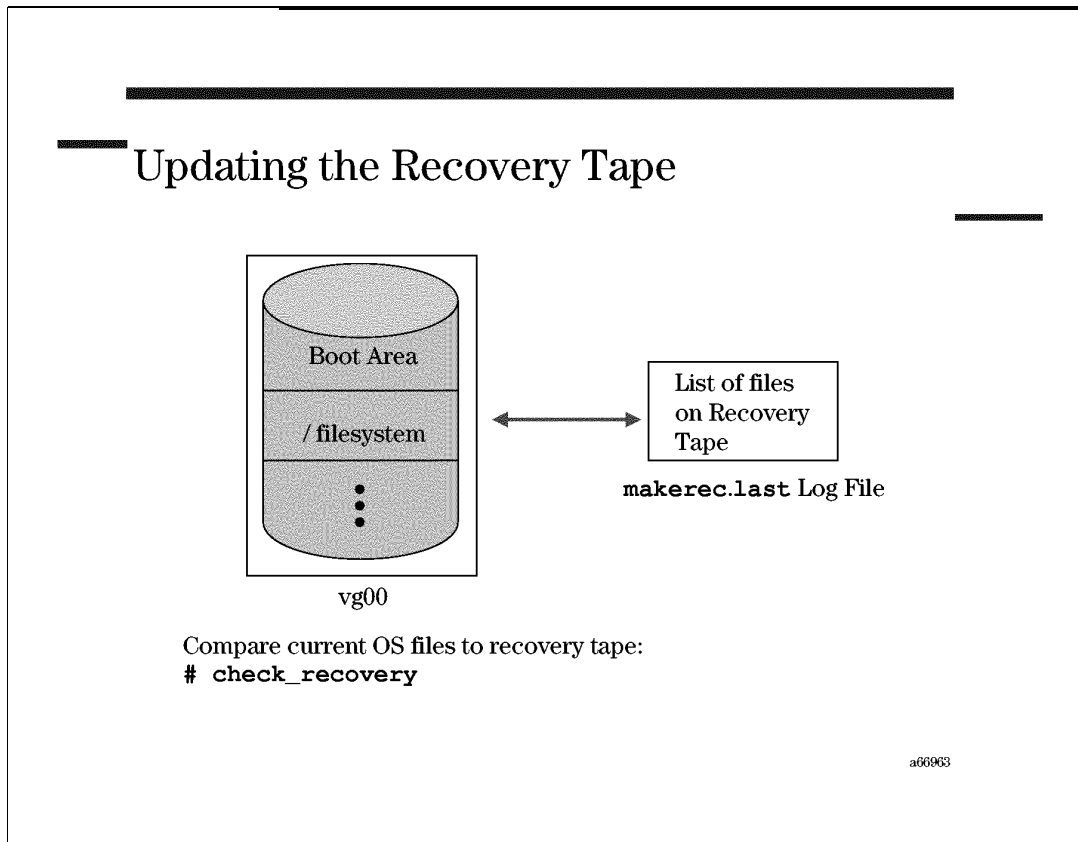 Updating the Recovery Tape
Boot Area
/ filesystem
List of files
on Recovery
Tape
makerec.last Log File
vg00
Compare current OS files to recovery tape:
# check_recovery
a66963